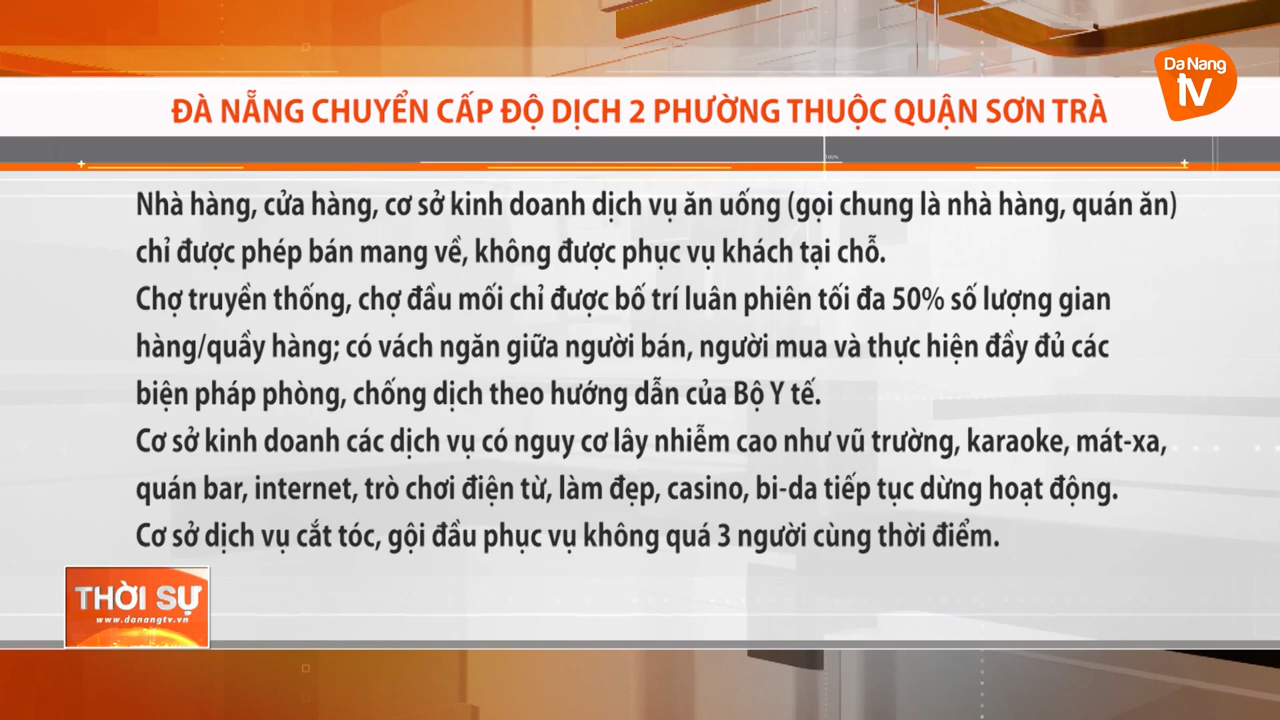 Da Nang
tv
ĐÀ NẴNG CHUYỂN CẤP ĐỘ DỊCH 2 PHƯỜNG THUỘC QUẬN SƠN TRÀ
100%
Nhà hàng, cửa hàng, cơ sở kinh doanh dịch vụ ăn uống (gọi chung là nhà hàng, quán ăn)
chỉ được phép bán mang về, không được phục vụ khách tại chỗ.
Chợ truyền thống, chợ đầu mối chỉ được bố trí luân phiên tối đa 50% số lượng gian
hàng/quầy hàng; có vách ngăn giữa người bán, người mua và thực hiện đầy đủ các
biện pháp phòng, chống dịch theo hướng dẫn của Bộ Y tế.
Cơ sở kinh doanh các dịch vụ có nguy cơ lây nhiễm cao như vũ trường, karaoke, mát-xa,
quán bar, internet, trò chơi điện tử, làm đẹp, casino, bi-da tiếp tục dừng hoạt động.
Cơ sở dịch vụ cắt tóc, gội đầu phục vụ không quá 3 người cùng thời điểm.
THỜI SỰ
www.danangtv.vn